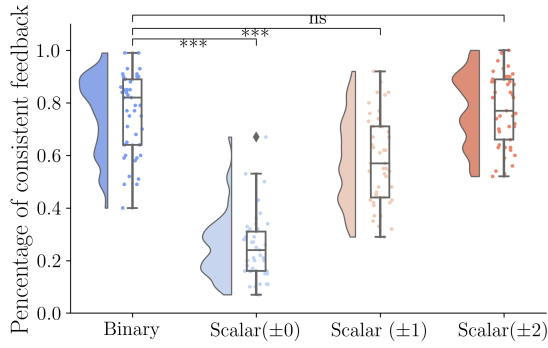 ns
***
***
Percentage of consistent feedback
1.0
0.8
0.6
0.4
0.2
0.0
Binary
Scalar(±0)
Scalar (±1)
Scalar(±2)